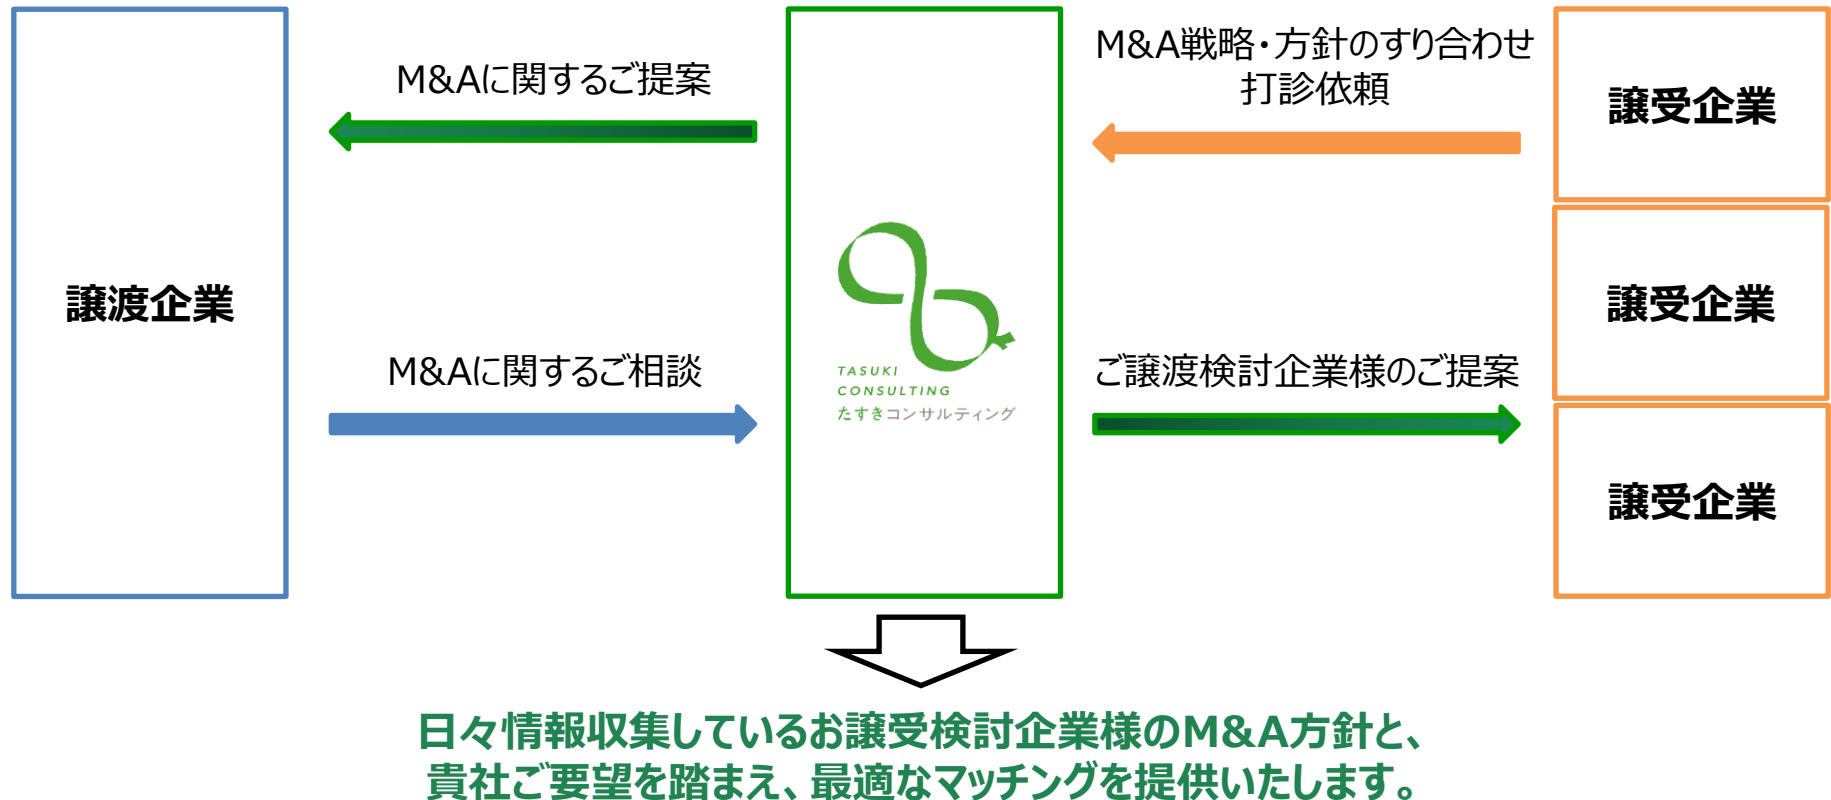 譲渡企業
M&Aに関するご提案
M&Aに関するご相談
TASUKI
CONSULTING
たすきコンサルティング
M&A戦略・方針のすり合わせ
打診依頼
ご譲渡検討企業様のご提案
譲受企業
譲受企業
譲受企業
日々情報収集しているお譲受検討企業様のM&A方針と、
貴社ご要望を踏まえ、最適なマッチングを提供いたします。